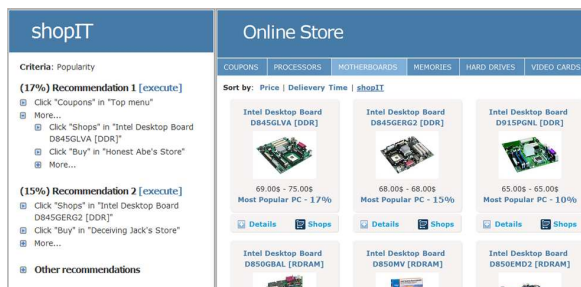 shopIT
Criteria: Popularity
(17%) Recommendation 1 [execute]
Click "Coupons" in "Top menu"
More...
Click "Shops" in "Intel Desktop Board
D845GLVA [DDR]"
Click "Buy" in "Honest Abe's Store"
More...
(15%) Recommendation 2 [execute]
Click "Shops" in "Intel Desktop Board
D845GERG2 [DDR]"
Click "Buy" in "Deceiving Jack's Store"
More...
Other recommendations
Online Store
COUPONS PROCESSORS MOTHERBOARDS MEMORIES HARD DRIVES VIDEO CARDS
Sort by: Price | Delievery Time | shopIT
Intel Desktop Board
D845GLVA [DDR]
69.00$ - 75.00$
Most Popular PC - 17%
Details Shops
Intel Desktop Board
D845GERG2 [DDR]
68.00$ - 68.00$
Most Popular PC - 15%
Details Shops
Intel Desktop Board
D915PGNL [DDR]
65.00$ - 65.00$
Most Popular PC - 10%
Details Shops
Intel Desktop Board
D850GBAL [RDRAM]
Intel Desktop Board
D850MV [RDRAM]
Intel Desktop Board
D850EMD2 [RDRAM]